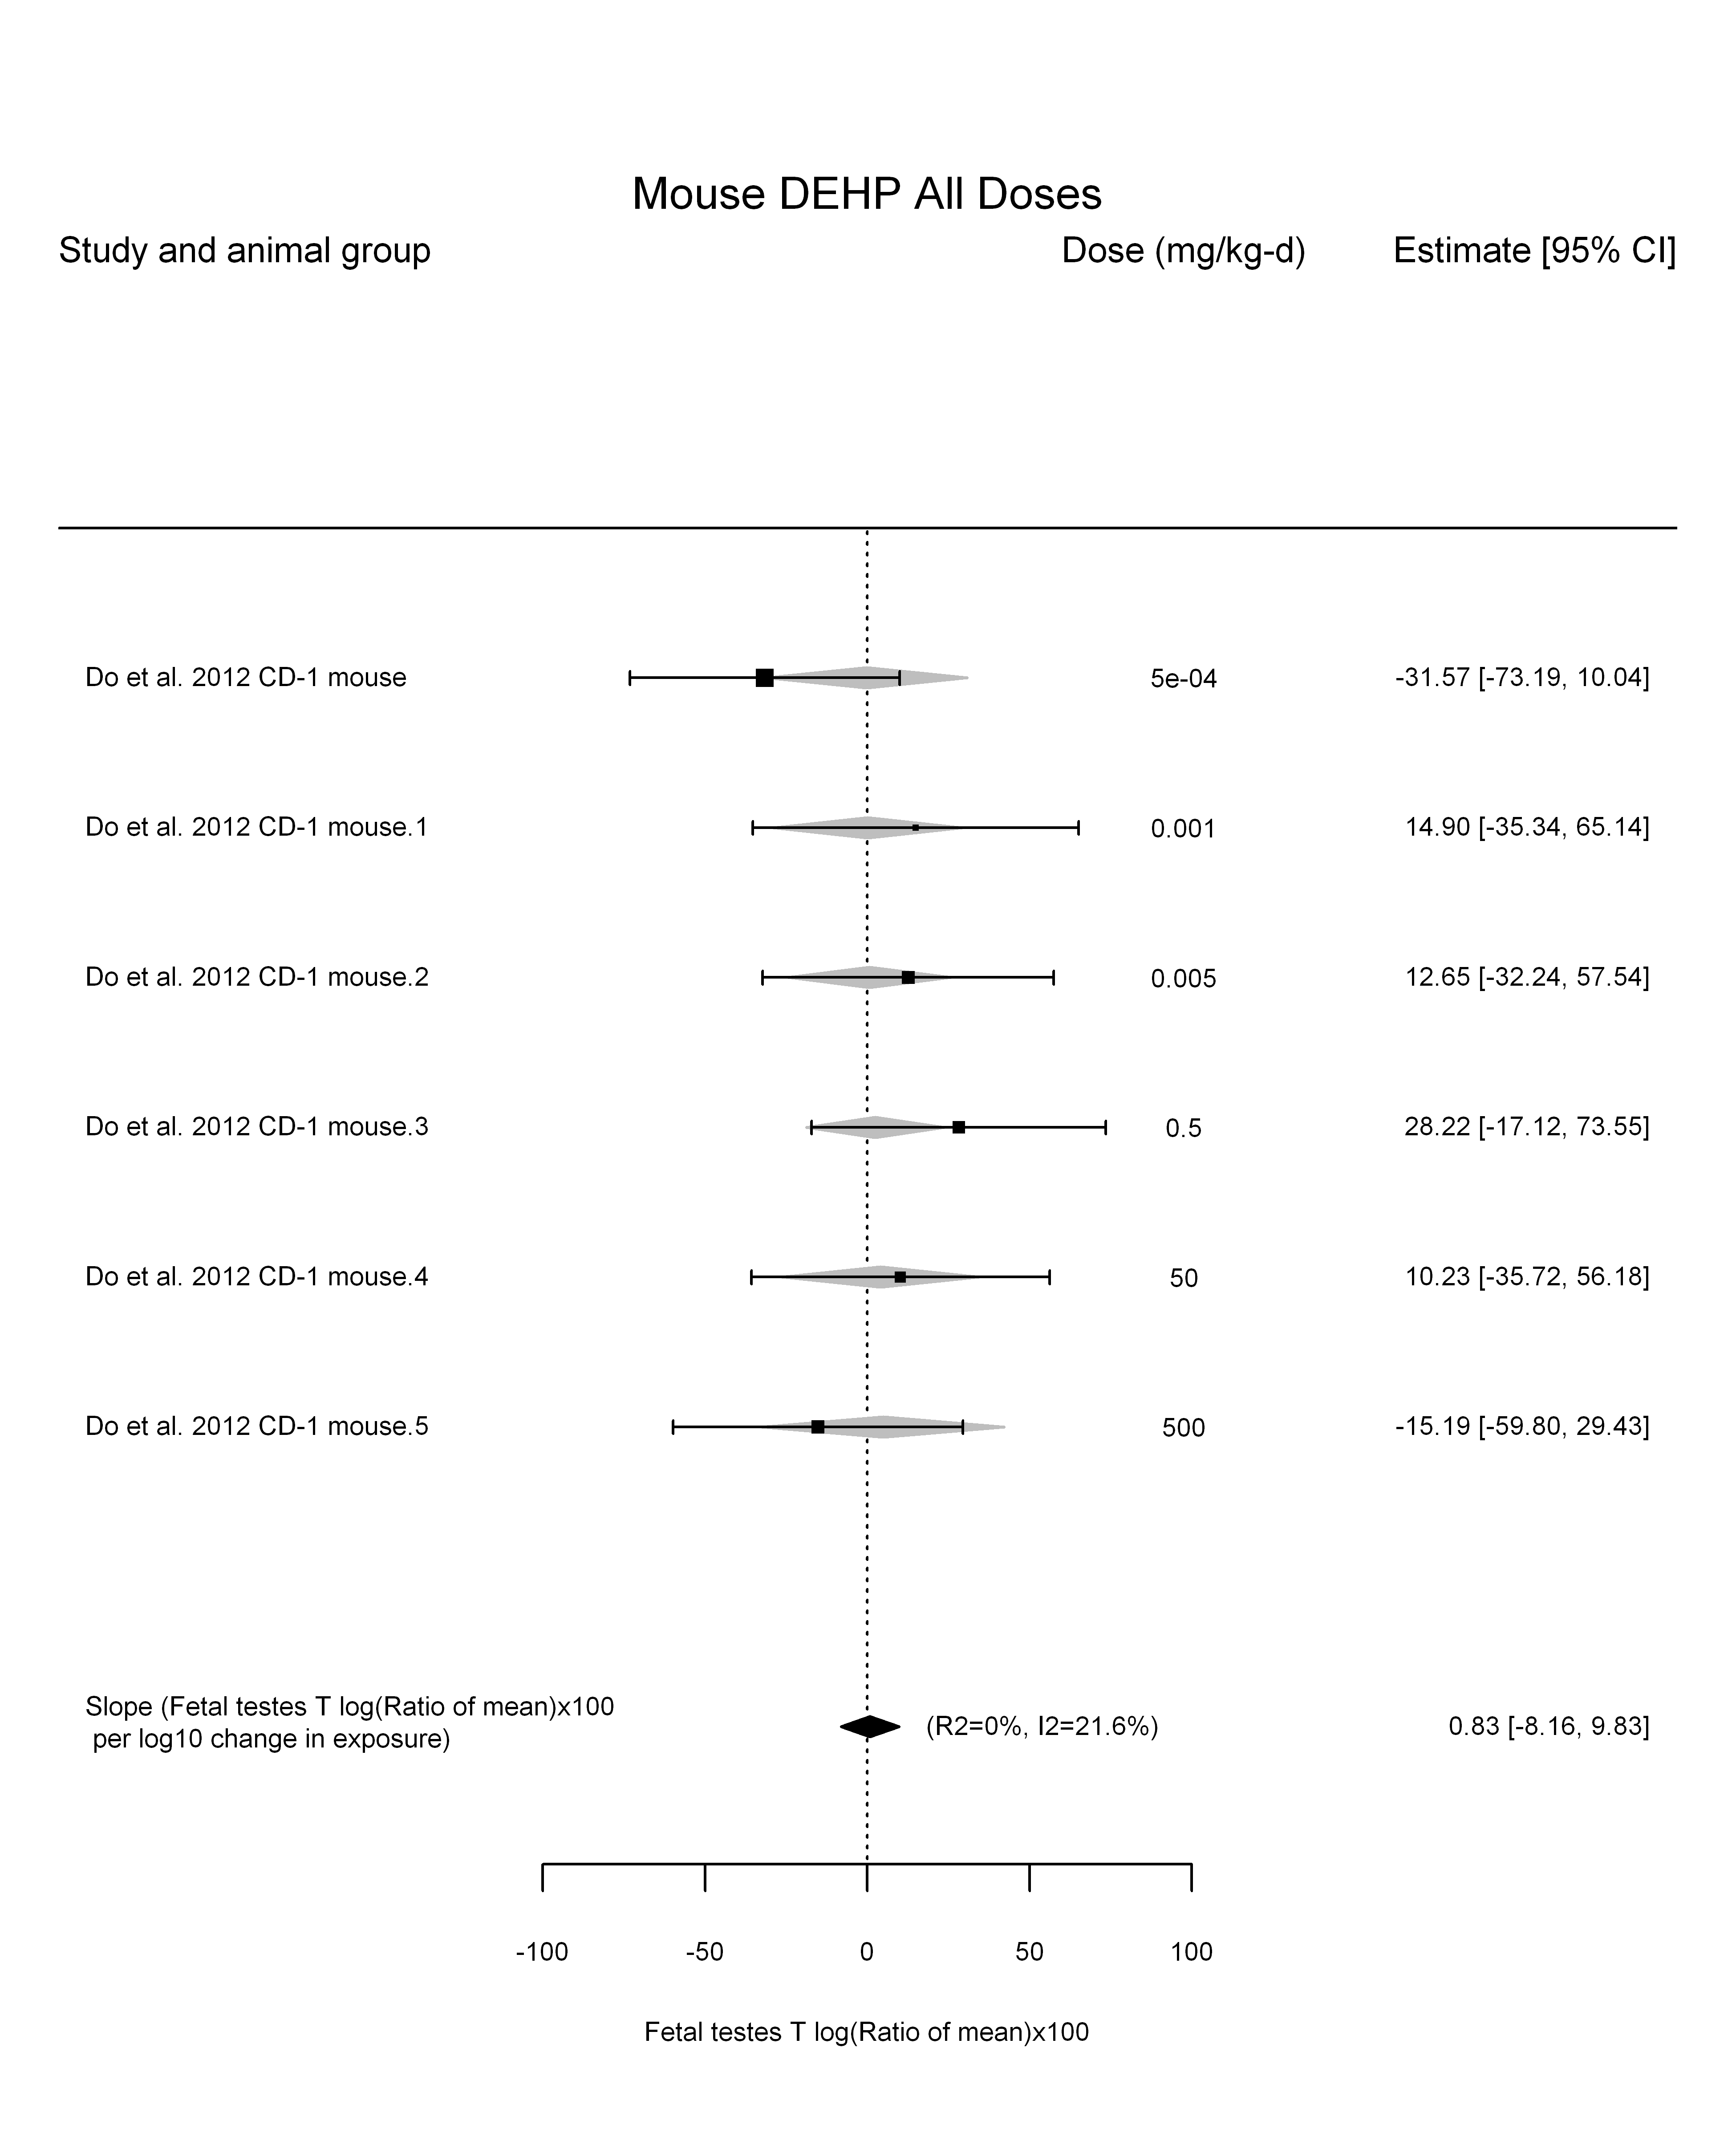 Mouse DEHP All Doses
Study and animal group Dose (mg/kg-d) Estimate [95% CI]
Do et al. 2012 CD-1 mouse 5e-04 -31.57 [-73.19, 10.04]
Do et al. 2012 CD-1 mouse.1 0.001 14.90 [-35.34, 65.14]
Do et al. 2012 CD-1 mouse.2 0.005 12.65 [-32.24, 57.54]
Do et al. 2012 CD-1 mouse.3 0.5 28.22 [-17.12, 73.55]
Do et al. 2012 CD-1 mouse.4 50 10.23 [-35.72, 56.18]
Do et al. 2012 CD-1 mouse.5 500 -15.19 [-59.80, 29.43]
Slope (Fetal testes T log(Ratio of mean)x100
per log10 change in exposure) (R2=0%, I2=21.6%) 0.83 [-8.16, 9.83]
-100 -50 0 50 100
Fetal testes T log(Ratio of mean)x100